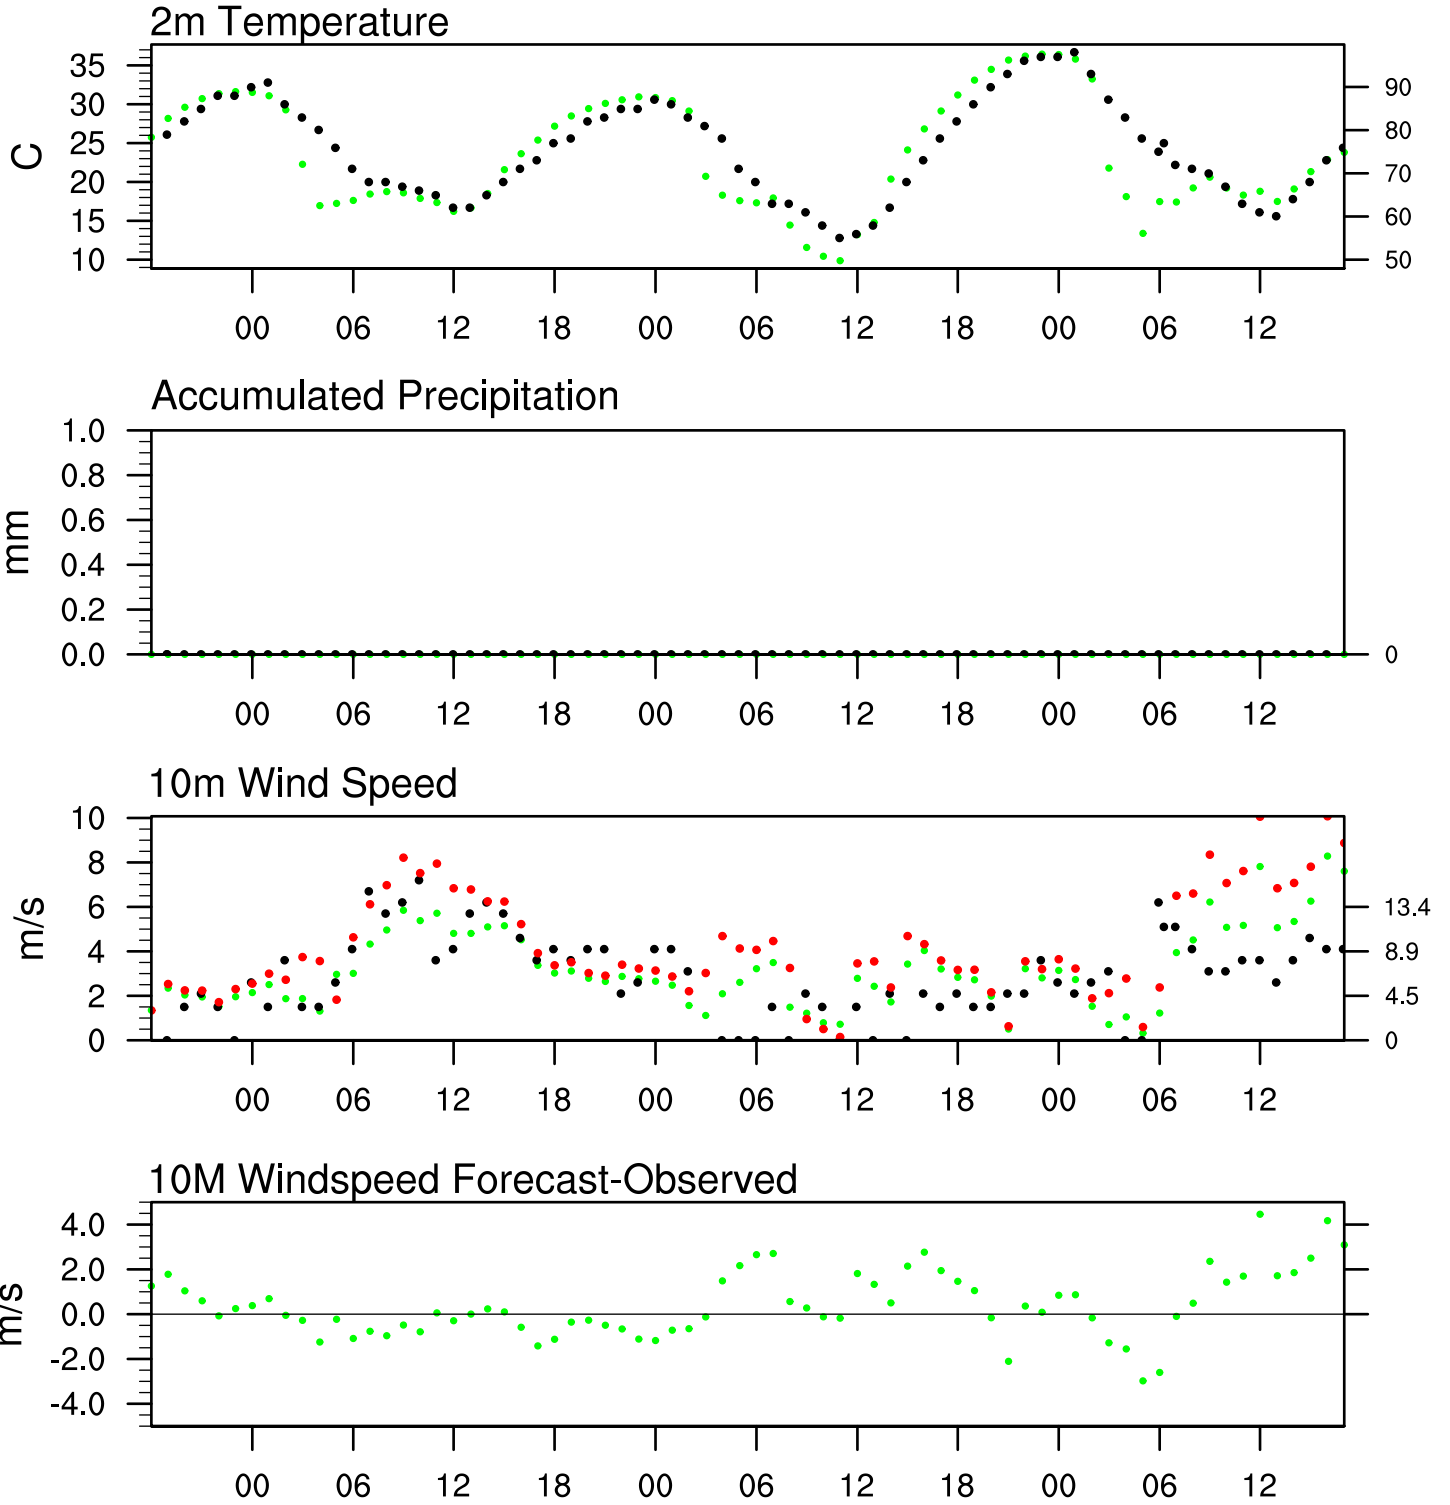 2m Temperature
35
30
25
20
15
10
C
90
80
70
60
50
00 06 12 18 00 06 12 18 00 06 12
Accumulated Precipitation
1.0
0.8
0.6
0.4
0.2
0.0
mm
0
00 06 12 18 00 06 12 18 00 06 12
10m Wind Speed
10
8
6
4
2
0
m/s
13.4
8.9
4.5
0
00 06 12 18 00 06 12 18 00 06 12
10M Windspeed Forecast-Observed
4.0
2.0
0.0
-2.0
-4.0
m/s
00 06 12 18 00 06 12 18 00 06 12